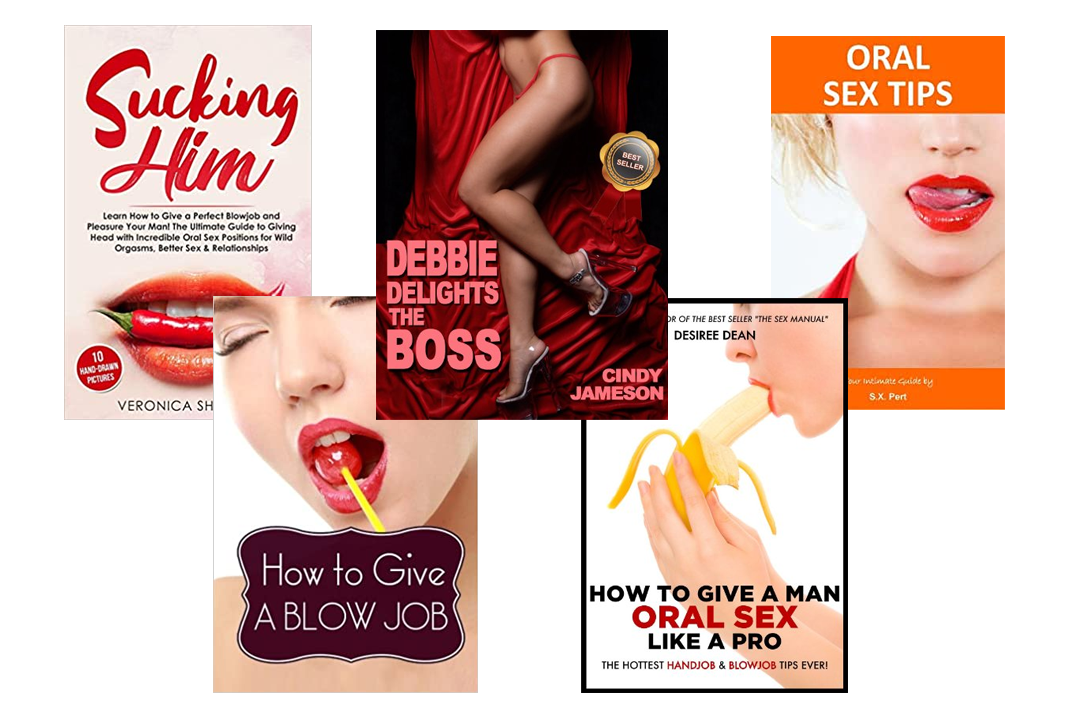 Sucking
Him
Learn How to Give a Perfect Blowjob and
Pleasure Your Man! The Ultimate Guide to Giving
Head with Incredible Oral Sex Positions for Wild
Orgasms, Better Sex & Relationships
10
HAND-DRAWN
PICTURES
VERONICA SH
BEST
SELLER
DEBBIE
DELIGHTS
THE
BOSS
CINDY
JAMESON
ORAL
SEX TIPS
our Intimate Guide by
S.X. Pert
How to Give
A BLOW JOB
OR OF THE BEST SELLER "THE SEX MANUAL"
DESIREE DEAN
HOW TO GIVE A MAN
ORAL SEX
LIKE A PRO
THE HOTTEST HANDJOB & BLOWJOB TIPS EVER!